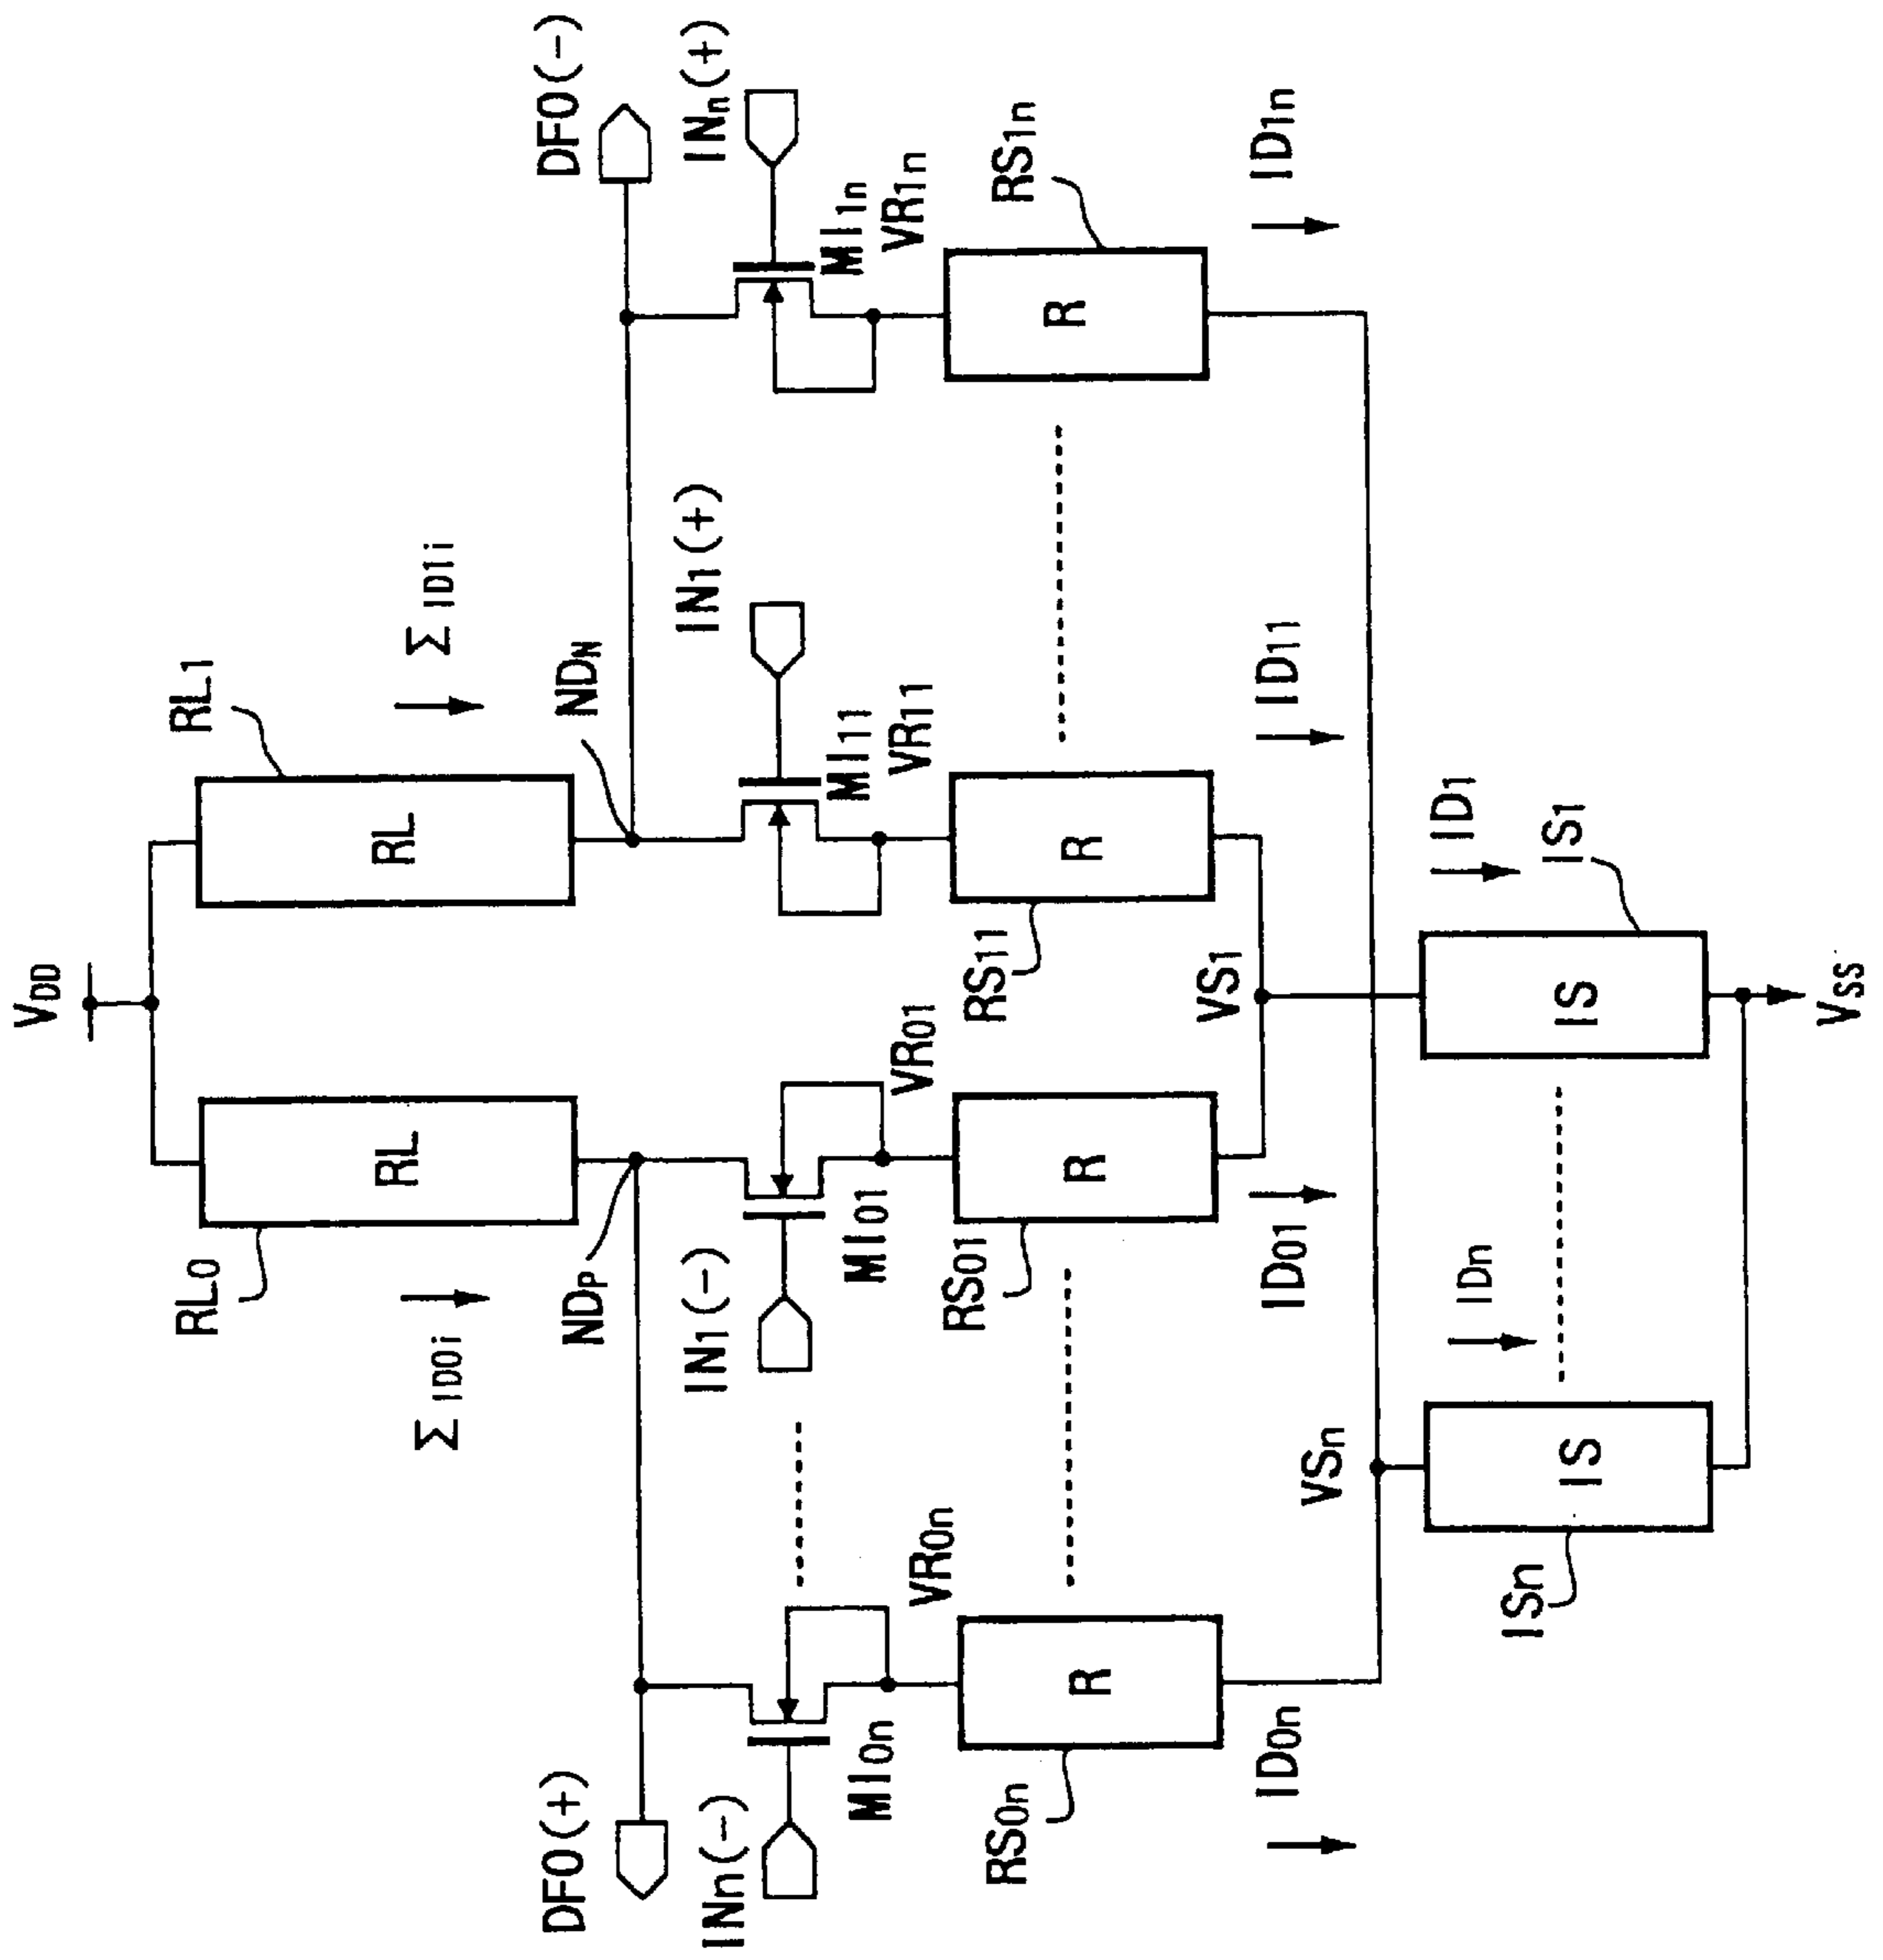 VDD
RL0
RL1
RL
RL
Σ ID0i
Σ ID1i
DFO(+)
NDP
NDN
DFO(-)
INn(-)
IN1(-)
IN1(+)
INn(+)
MI0n
MI01
MI11
MI1n
VR0n
VR01
VR11
VR1n
RS0n
RS01
RS11
RS1n
R
R
R
R
VS1
ID0n
ID01
ID11
ID1n
VSn
IDn
ID1
ISn
IS1
IS
IS
VSS